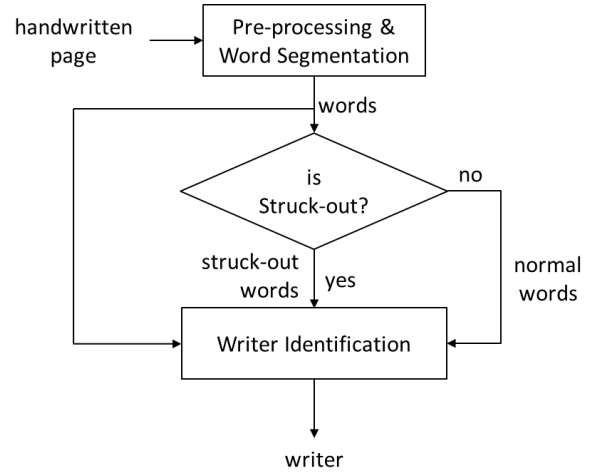 handwritten
page
Pre-processing &
Word Segmentation
words
is
Struck-out?
no
struck-out
words
yes
normal
words
Writer Identification
writer